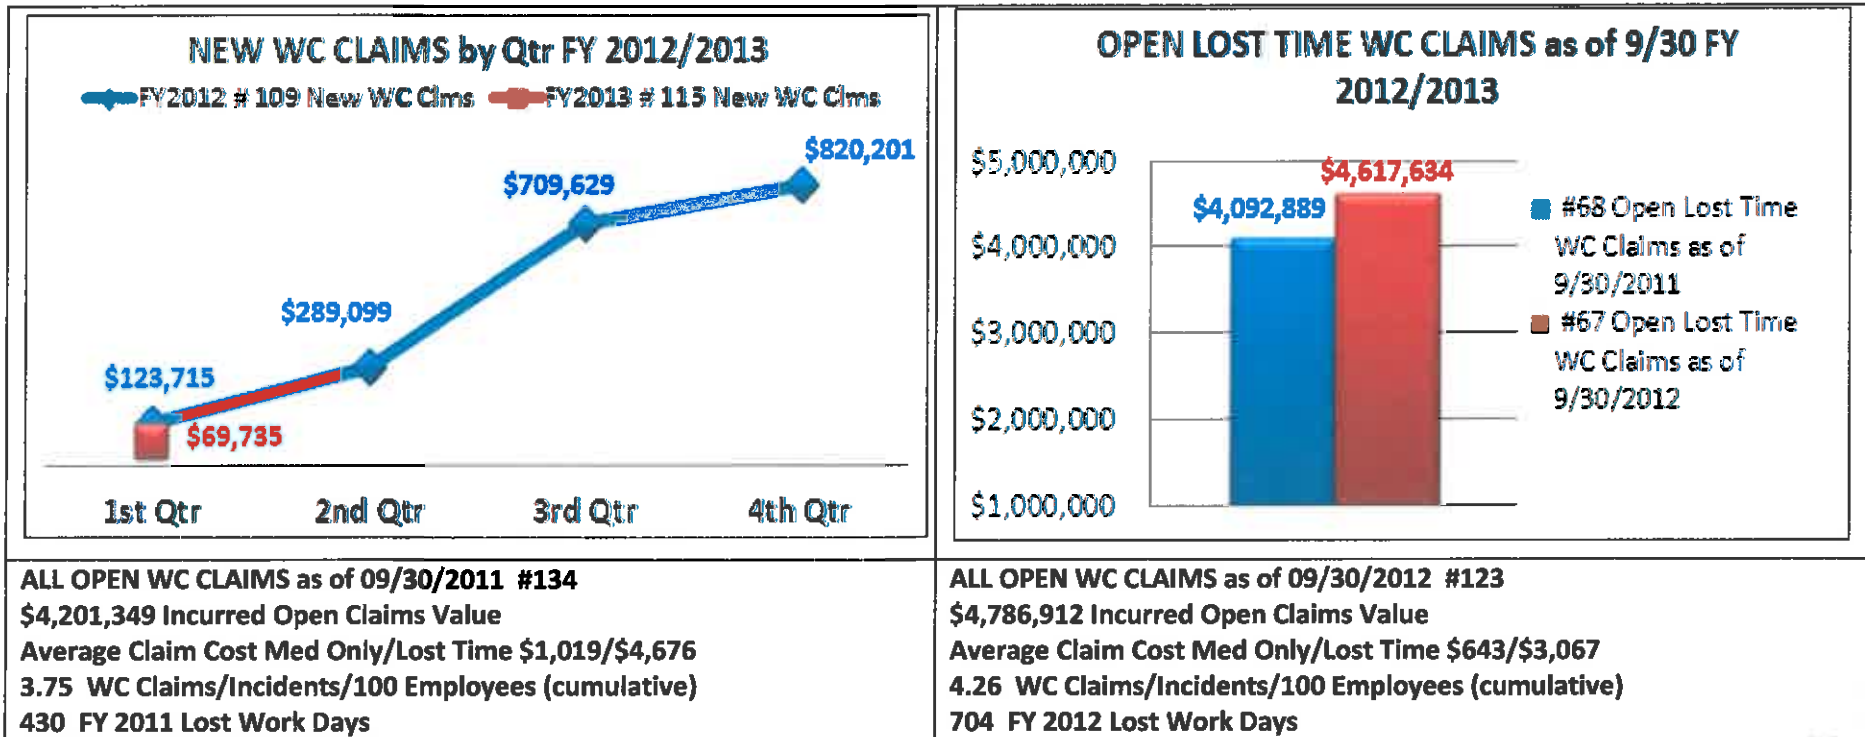 NEW WC CLAIMS by Qtr FY 2012/2013
FY2012 # 109 New WC Clms FY2013 # 115 New WC Clms
$820,201
$709,629
$289,099
$123,715
$69,735
1st Qtr 2nd Qtr 3rd Qtr 4th Qtr
OPEN LOST TIME WC CLAIMS as of 9/30 FY
2012/2013
$5,000,000
$4,000,000
$3,000,000
$2,000,000
$1,000,000
$4,092,889
$4,617,634
#68 Open Lost Time
WC Claims as of
9/30/2011
#67 Open Lost Time
WC Claims as of
9/30/2012
ALL OPEN WC CLAIMS as of 09/30/2011 #134
$4,201,349 Incurred Open Claims Value
Average Claim Cost Med Only/Lost Time $1,019/$4,676
3.75 WC Claims/Incidents/100 Employees (cumulative)
430 FY 2011 Lost Work Days
ALL OPEN WC CLAIMS as of 09/30/2012 #123
$4,786,912 Incurred Open Claims Value
Average Claim Cost Med Only/Lost Time $643/$3,067
4.26 WC Claims/Incidents/100 Employees (cumulative)
704 FY 2012 Lost Work Days